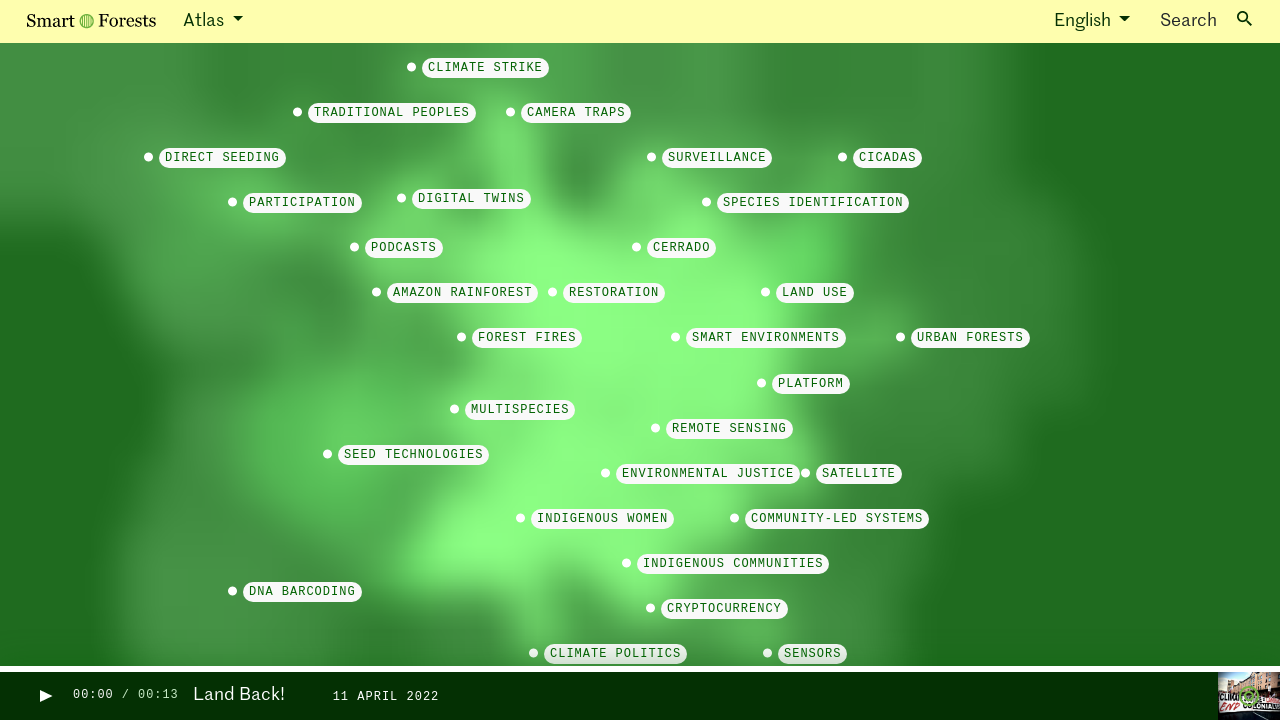 Smart Forests Atlas English Search
CLIMATE STRIKE
TRADITIONAL PEOPLES CAMERA TRAPS
DIRECT SEEDING SURVEILLANCE CICADAS
PARTICIPATION DIGITAL TWINS SPECIES IDENTIFICATION
PODCASTS CERRADO
AMAZON RAINFOREST RESTORATION LAND USE
FOREST FIRES SMART ENVIRONMENTS URBAN FORESTS
PLATFORM
MULTISPECIES
REMOTE SENSING
SEED TECHNOLOGIES
ENVIRONMENTAL JUSTICE SATELLITE
INDIGENOUS WOMEN COMMUNITY-LED SYSTEMS
INDIGENOUS COMMUNITIES
DNA BARCODING
CRYPTOCURRENCY
CLIMATE POLITICS SENSORS
00:00 / 00:13 Land Back! 11 APRIL 2022